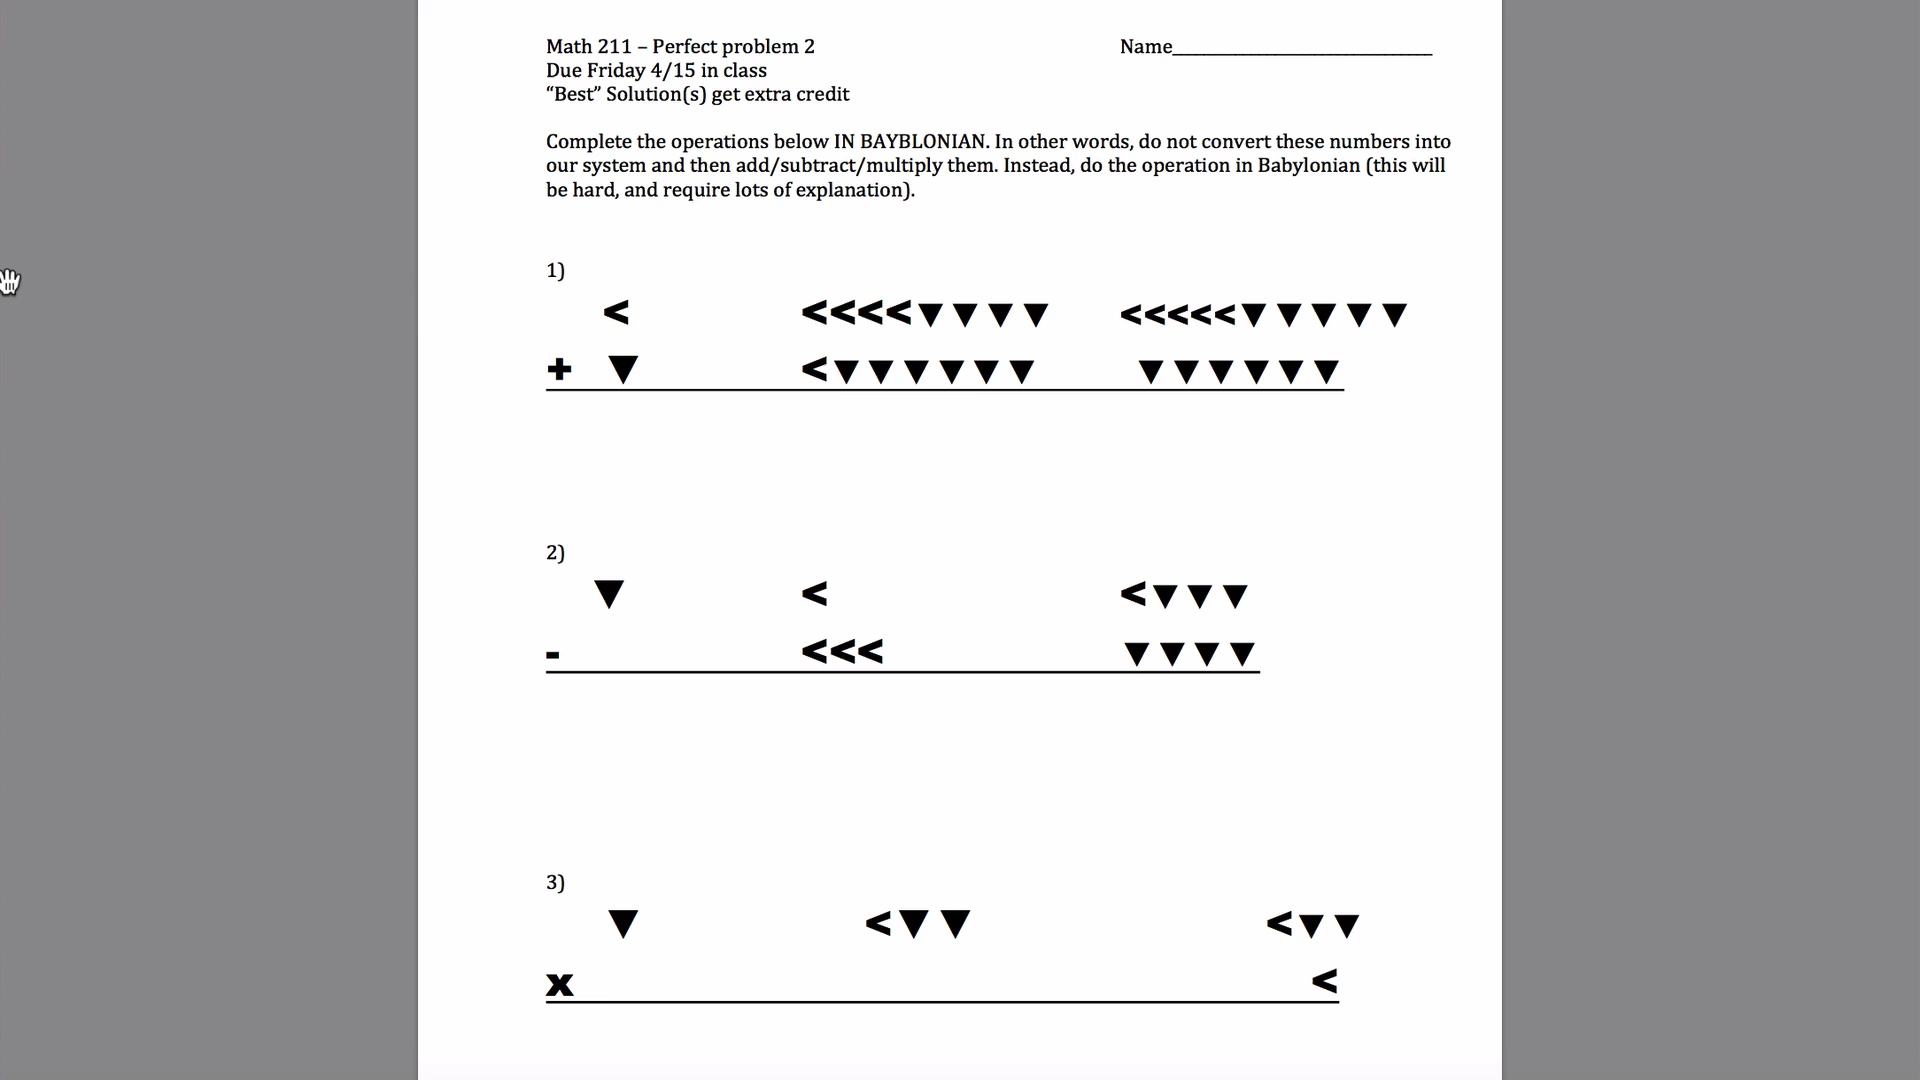 Math 211 – Perfect problem 2 Name__________________________
Due Friday 4/15 in class
“Best” Solution(s) get extra credit
Complete the operations below IN BAYBLONIAN. In other words, do not convert these numbers into
our system and then add/subtract/multiply them. Instead, do the operation in Babylonian (this will
be hard, and require lots of explanation).
1)
< <<<<▼▼▼▼ <<<<<▼▼▼▼▼
+ ▼ <▼▼▼▼▼▼ ▼▼▼▼▼▼
2)
▼ < <▼▼▼
- <<< ▼▼▼▼
3)
▼ <▼▼ <▼▼
x <